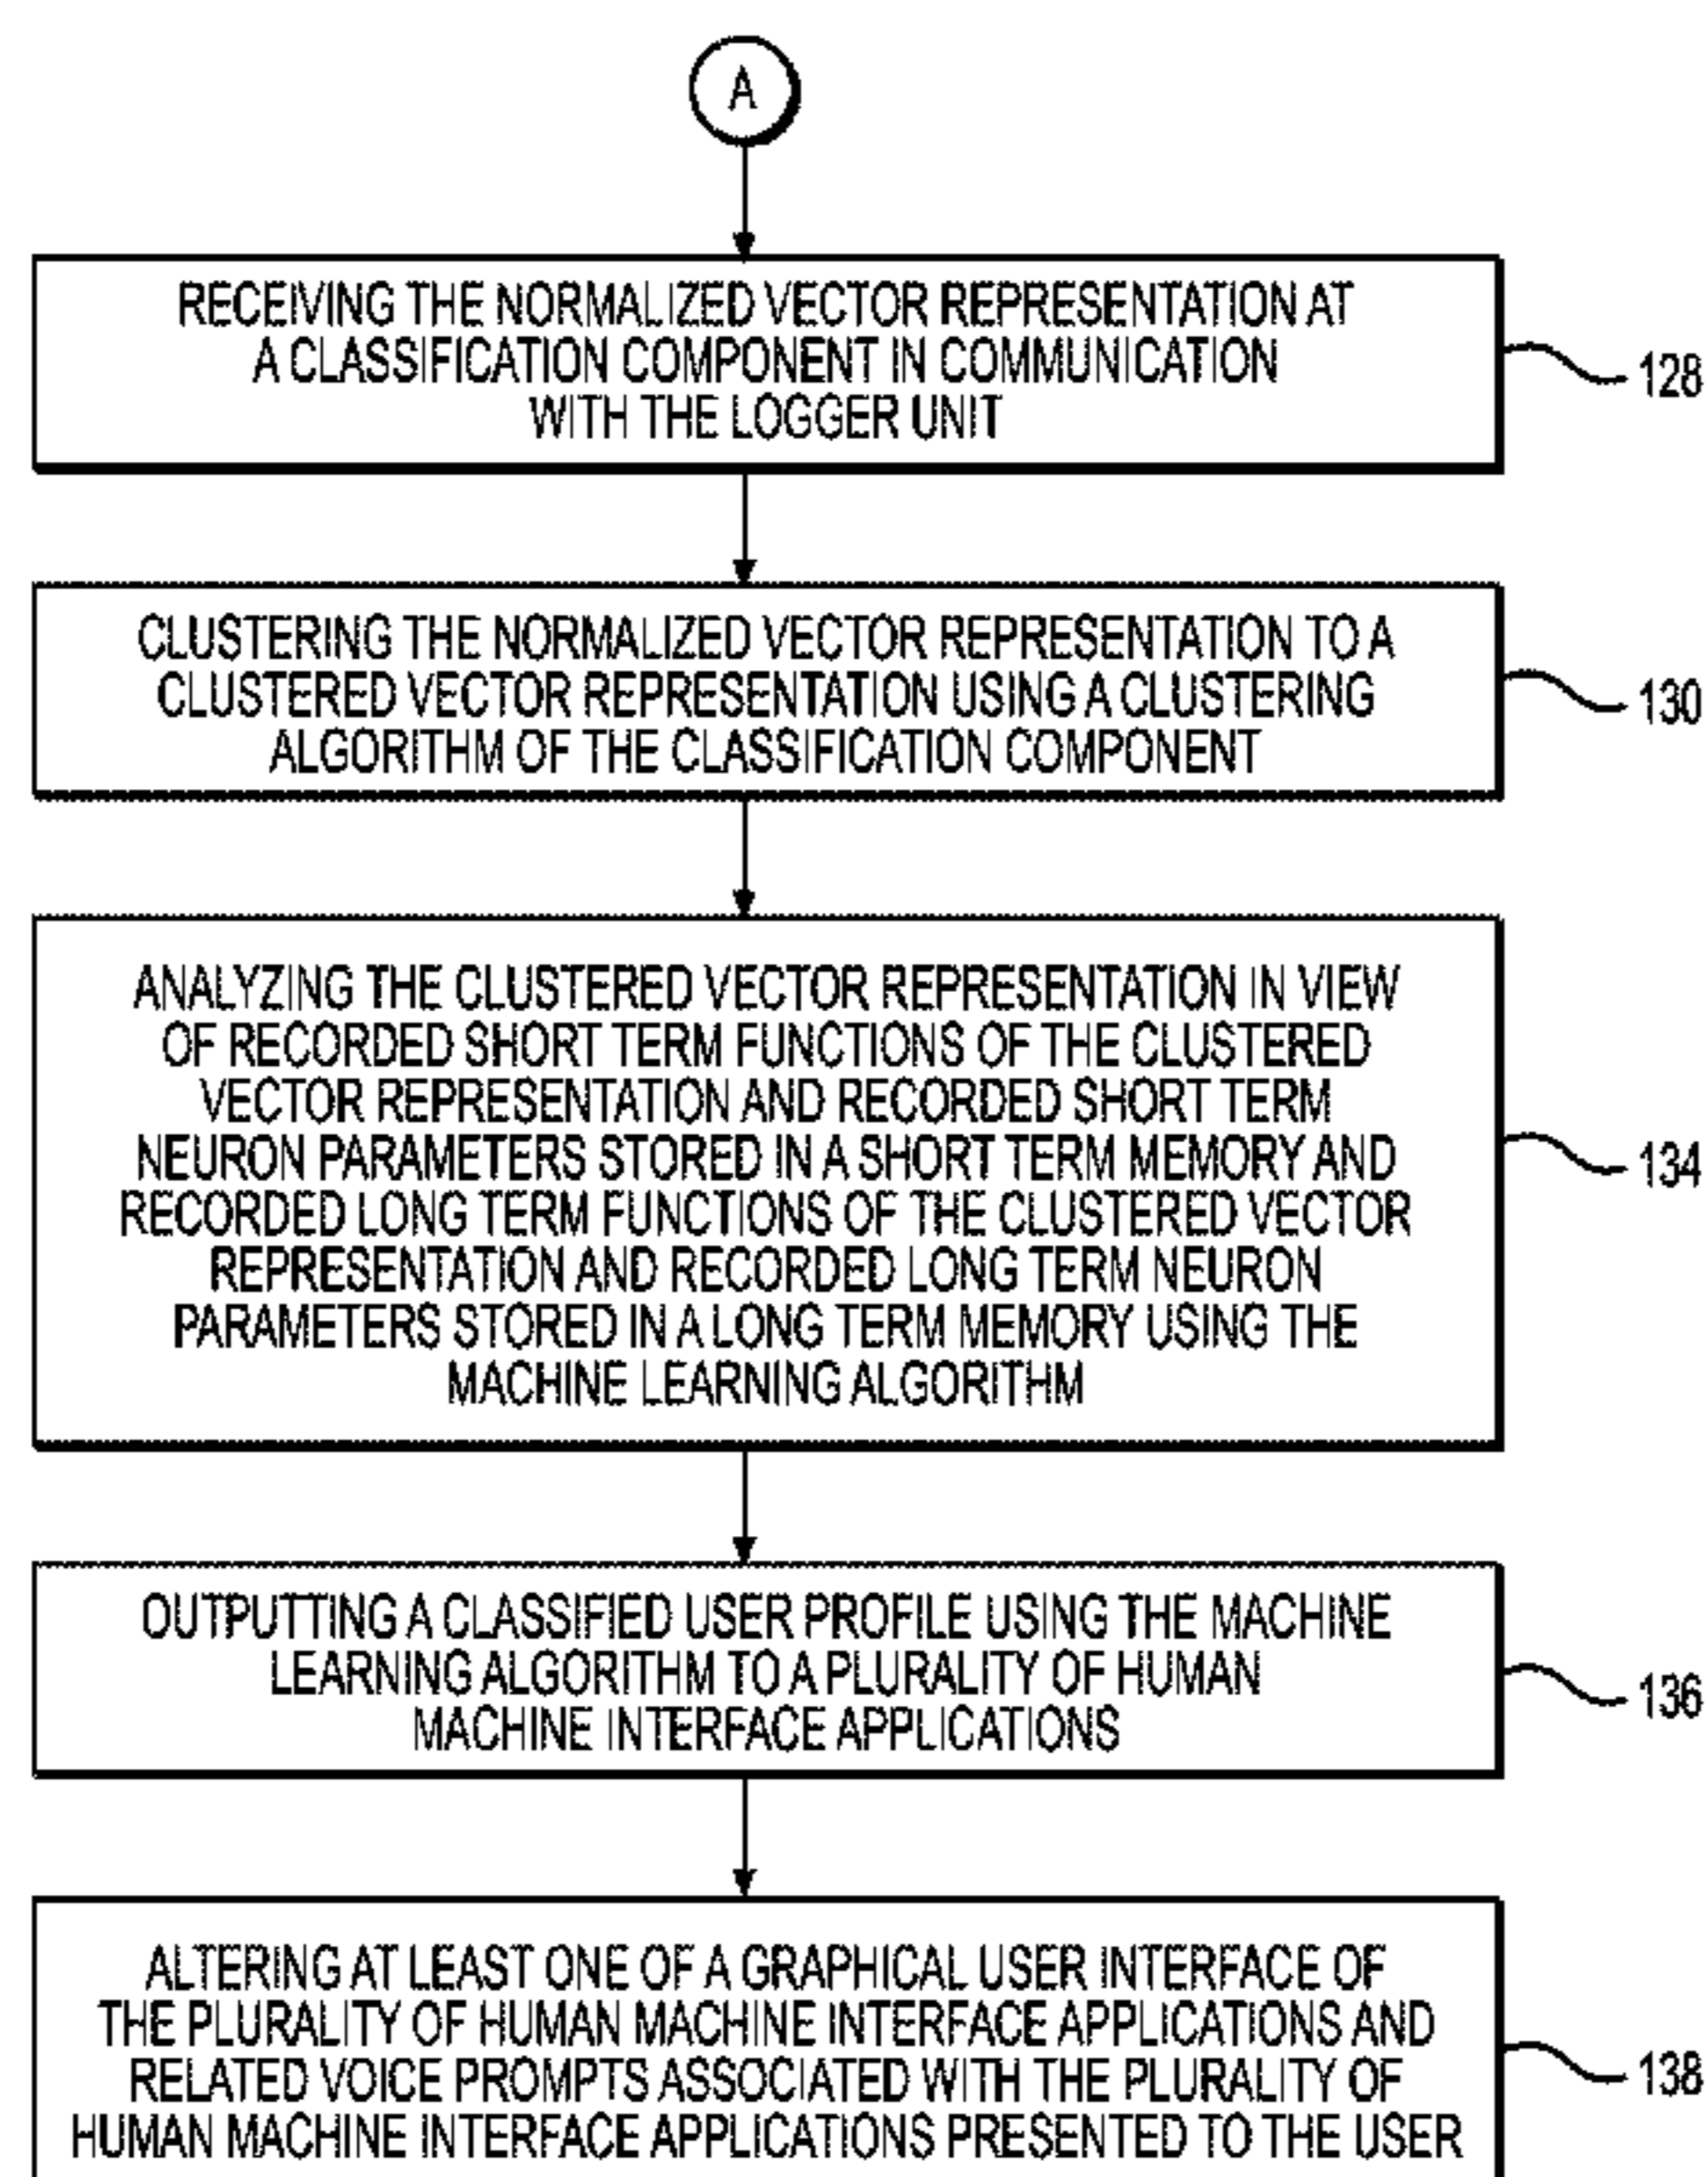 A
RECEIVING THE NORMALIZED VECTOR REPRESENTATION AT
A CLASSIFICATION COMPONENT IN COMMUNICATION
WITH THE LOGGER UNIT
128
CLUSTERING THE NORMALIZED VECTOR REPRESENTATION TO A
CLUSTERED VECTOR REPRESENTATION USING A CLUSTERING
ALGORITHM OF THE CLASSIFICATION COMPONENT
130
ANALYZING THE CLUSTERED VECTOR REPRESENTATION IN VIEW
OF RECORDED SHORT TERM FUNCTIONS OF THE CLUSTERED
VECTOR REPRESENTATION AND RECORDED SHORT TERM
NEURON PARAMETERS STORED IN A SHORT TERM MEMORY AND
RECORDED LONG TERM FUNCTIONS OF THE CLUSTERED VECTOR
REPRESENTATION AND RECORDED LONG TERM NEURON
PARAMETERS STORED IN A LONG TERM MEMORY USING THE
MACHINE LEARNING ALGORITHM
134
OUTPUTTING A CLASSIFIED USER PROFILE USING THE MACHINE
LEARNING ALGORITHM TO A PLURALITY OF HUMAN
MACHINE INTERFACE APPLICATIONS
136
ALTERING AT LEAST ONE OF A GRAPHICAL USER INTERFACE OF
THE PLURALITY OF HUMAN MACHINE INTERFACE APPLICATIONS AND
RELATED VOICE PROMPTS ASSOCIATED WITH THE PLURALITY OF
HUMAN MACHINE INTERFACE APPLICATIONS PRESENTED TO THE USER
138